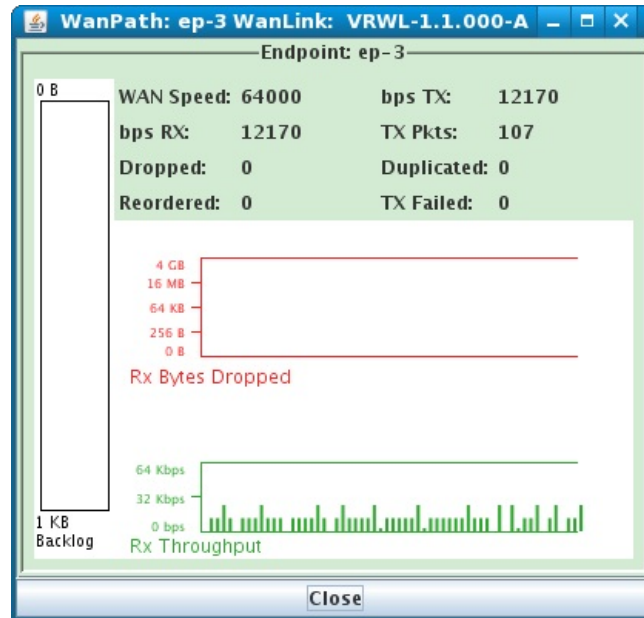 WanPath: ep-3 WanLink: VRWL-1.1.000-A
Endpoint: ep-3
0 B
WAN Speed: 64000 bps TX: 12170
bps RX: 12170 TX Pkts: 107
Dropped: 0 Duplicated: 0
Reordered: 0 TX Failed: 0
4 GB
16 MB
64 KB
256 B
0 B
Rx Bytes Dropped
64 Kbps
32 Kbps
0 bps
Rx Throughput
1 KB
Backlog
Close